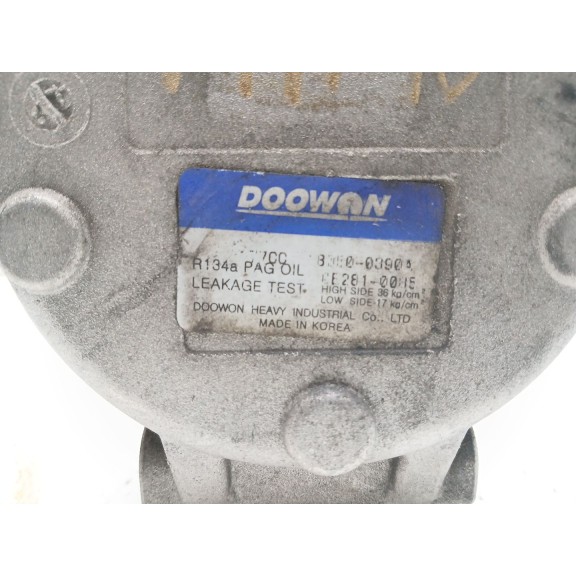 DOOWON
R134a PAG OIL
LEAKAGE TEST HIGH SIDE 36 kg/cm²
LOW SIDE 17 kg/cm²
DOOWON HEAVY INDUSTRIAL Co., LTD
MADE IN KOREA